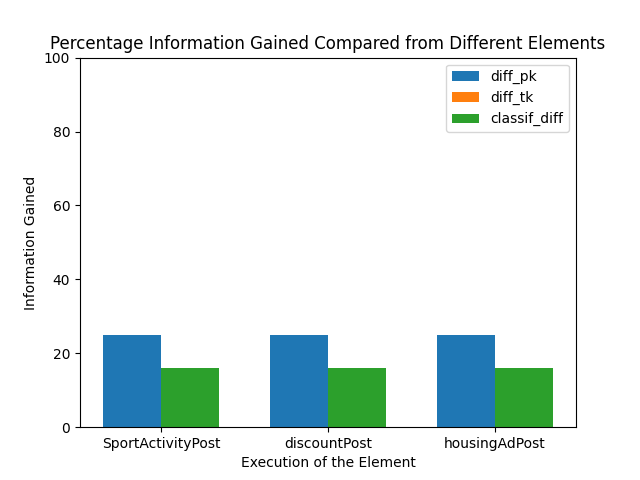 Percentage Information Gained Compared from Different Elements
100
80
60
40
20
0
Information Gained
diff_pk
diff_tk
classif_diff
SportActivityPost
discountPost
housingAdPost
Execution of the Element